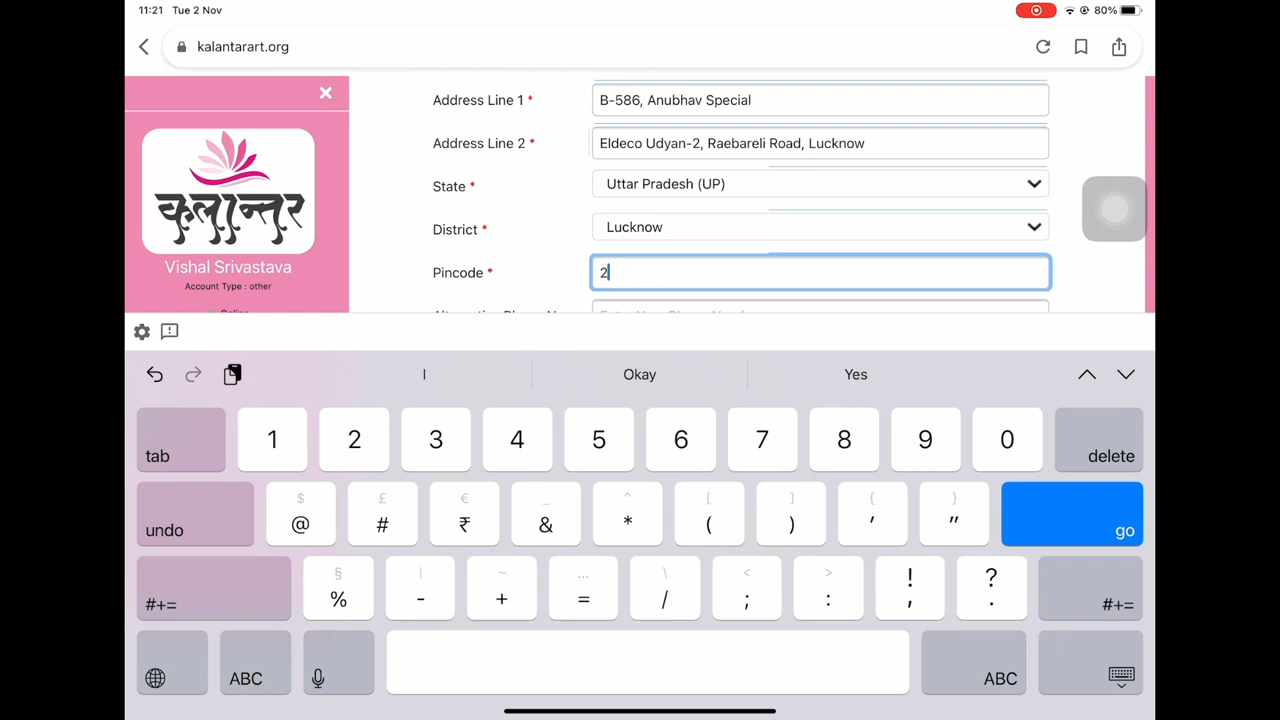 11:21 Tue 2 Nov 80%
kalantarart.org
Address Line 1 * B-586, Anubhav Special
Address Line 2 * Eldeco Udyan-2, Raebareli Road, Lucknow
State * Uttar Pradesh (UP)
District * Lucknow
Pincode * 2
कलान्तर
Vishal Srivastava
Account Type : other
I Okay Yes
tab 1 2 3 4 5 6 7 8 9 0 delete
$ £ € _ ^ [ ] { }
undo @ # ₹ & * ( ) ' " go
§ | ~ … \ < > ! ?
#+= % - + = / ; : , . #+=
ABC ABC